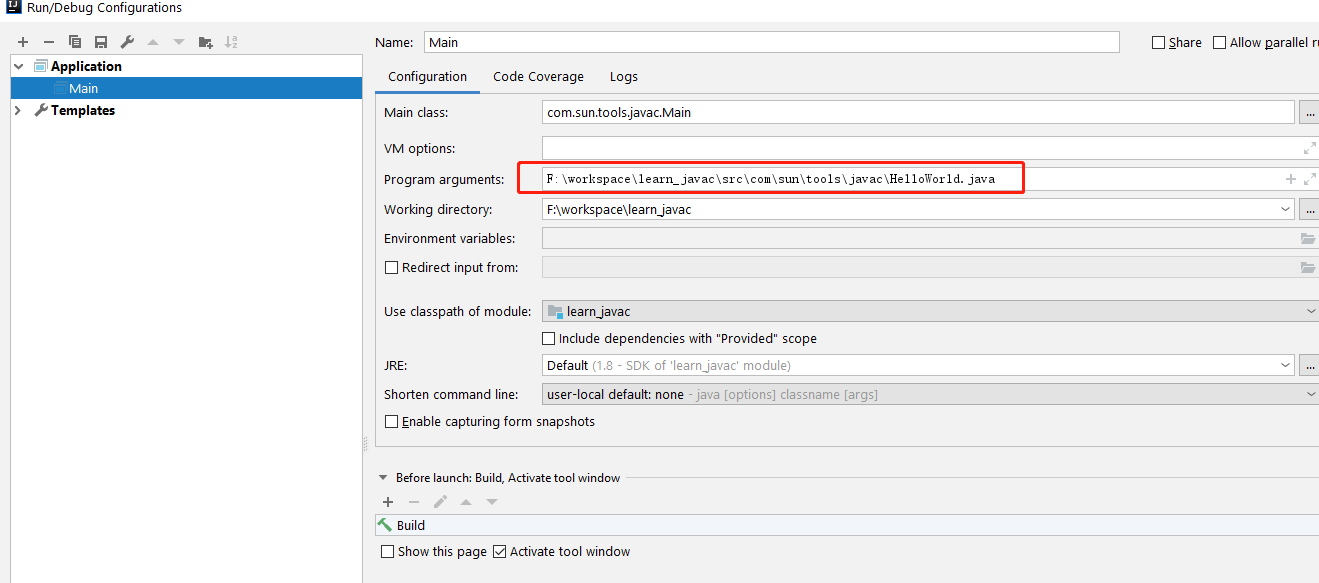 IJ Run/Debug Configurations
Application
Main
Templates
Name: Main Share Allow parallel r
Configuration Code Coverage Logs
Main class: com.sun.tools.javac.Main ...
VM options:
Program arguments: F:\workspace\learn_javac\src\com\sun\tools\javac\HelloWorld.java
Working directory: F:\workspace\learn_javac ...
Environment variables:
Redirect input from:
Use classpath of module: learn_javac
Include dependencies with "Provided" scope
JRE: Default (1.8 - SDK of 'learn_javac' module) ...
Shorten command line: user-local default: none - java [options] classname [args]
Enable capturing form snapshots
Before launch: Build, Activate tool window
Build
Show this page Activate tool window